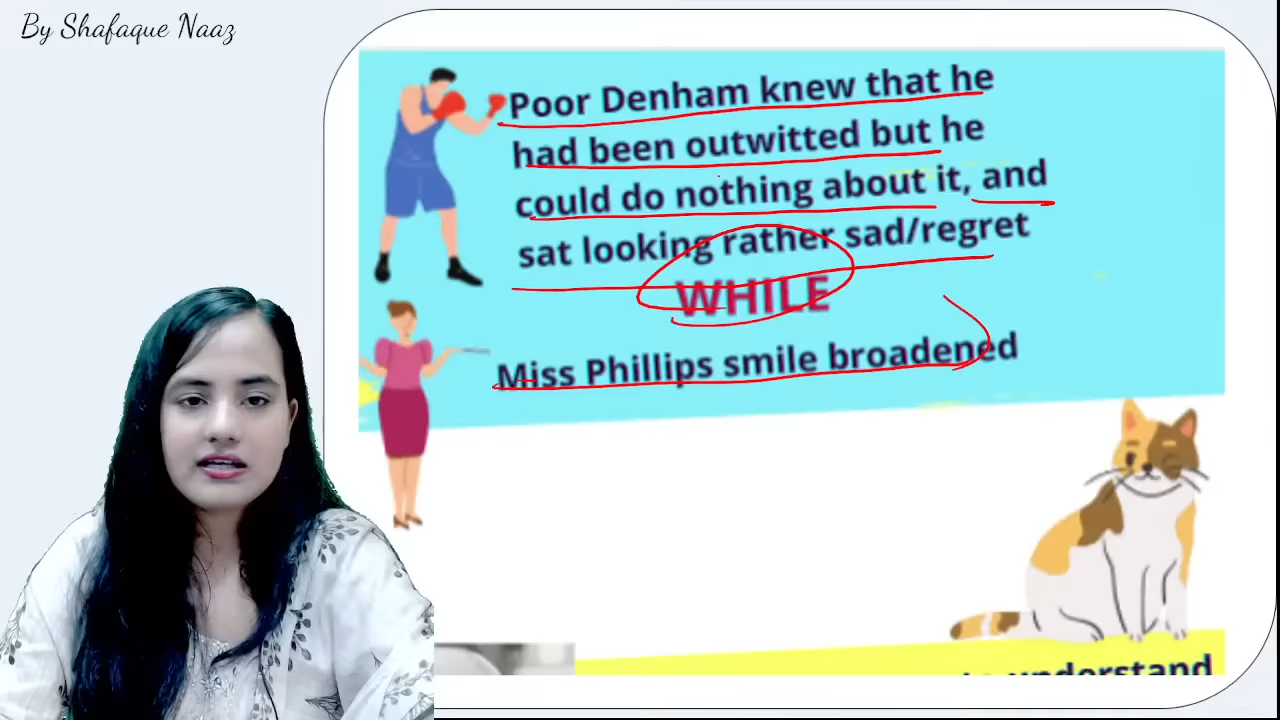 By Shafaque Naaz
Poor Denham knew that he
had been outwitted but he
could do nothing about it, and
sat looking rather sad/regret
WHILE
Miss Phillips smile broadened
understand